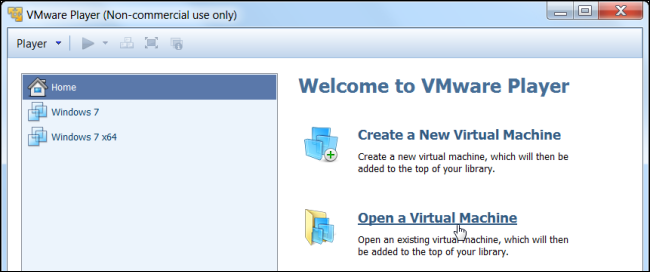 VMware Player (Non-commercial use only)
Player
Home
Windows 7
Windows 7 x64
Welcome to VMware Player
Create a New Virtual Machine
Create a new virtual machine, which will then be
added to the top of your library.
Open a Virtual Machine
Open an existing virtual machine, which will then
be added to the top of your library.